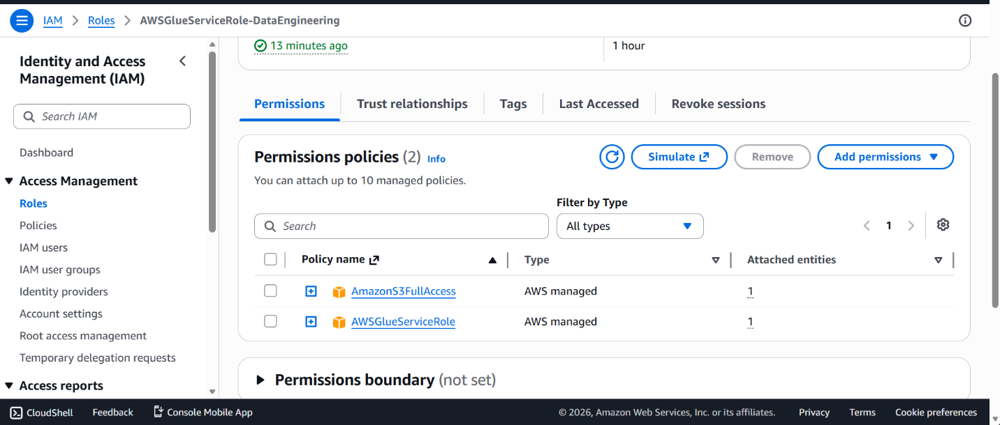 IAM > Roles > AWSGlueServiceRole-DataEngineering
Identity and Access
Management (IAM)
Search IAM
Dashboard
Access Management
Roles
Policies
IAM users
IAM user groups
Identity providers
Account settings
Root access management
Temporary delegation requests
Access reports
13 minutes ago
1 hour
Permissions
Trust relationships
Tags
Last Accessed
Revoke sessions
Permissions policies (2) Info
Simulate
Remove
Add permissions
You can attach up to 10 managed policies.
Filter by Type
Search
All types
1
Policy name
Type
Attached entities
AmazonS3FullAccess
AWS managed
1
AWSGlueServiceRole
AWS managed
1
Permissions boundary (not set)
CloudShell
Feedback
Console Mobile App
© 2026, Amazon Web Services, Inc. or its affiliates.
Privacy
Terms
Cookie preferences